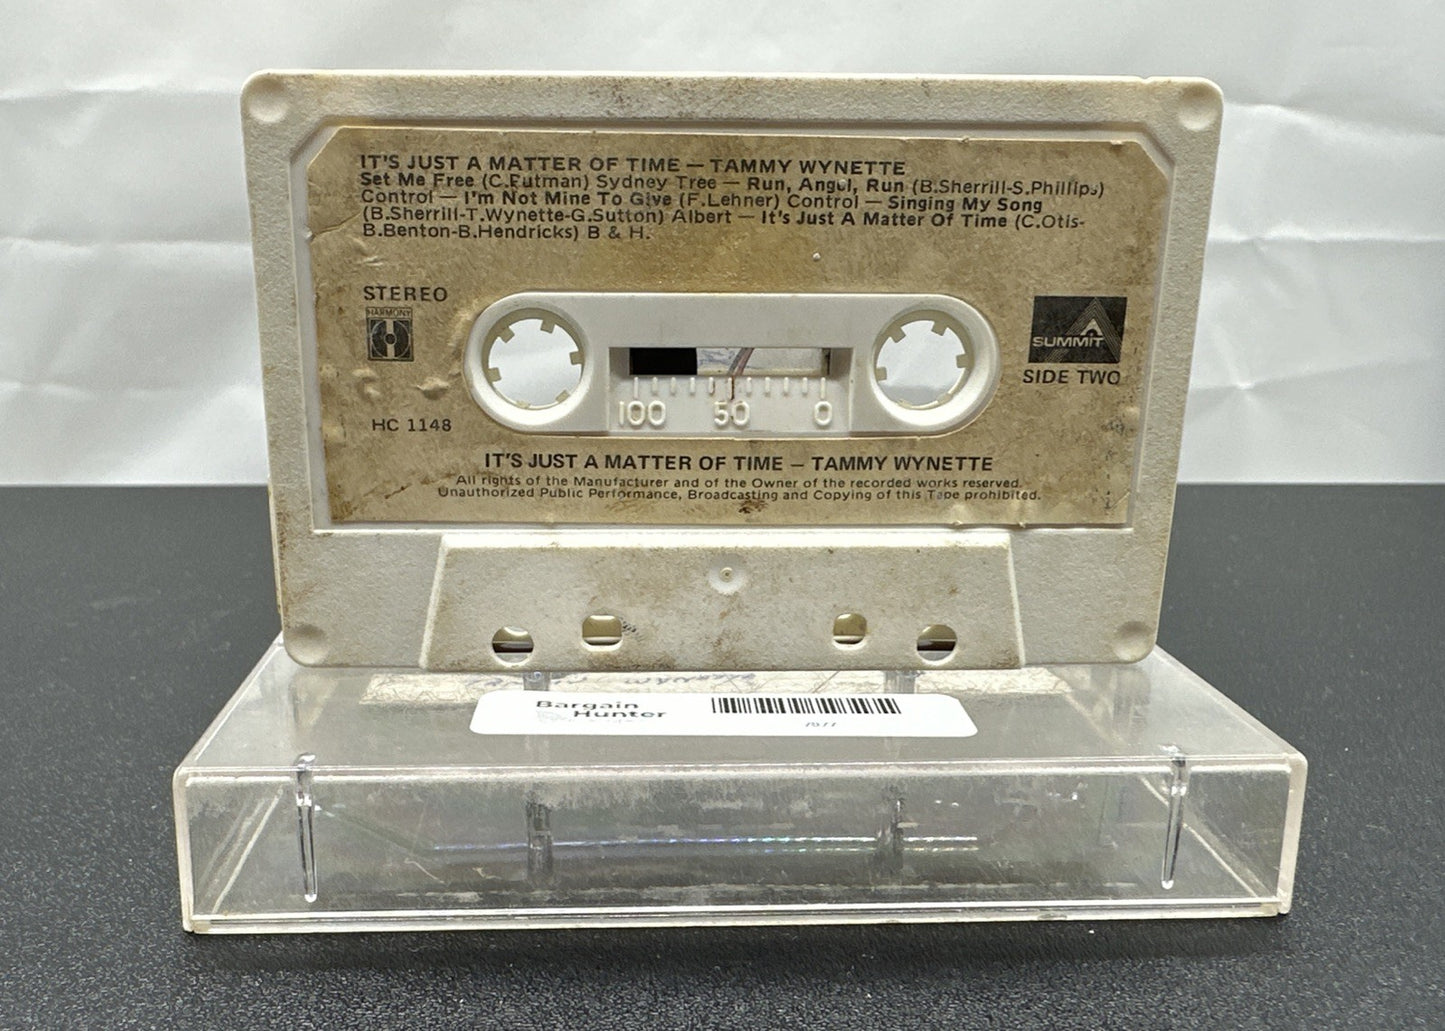 IT'S JUST A MATTER OF TIME — TAMMY WYNETTE
Set Me Free (C.Putman) Sydney Tree — Run, Angel, Run (B.Sherrill-S.Phillips)
Control — I'm Not Mine To Give (F.Lehner) Control — Singing My Song
(B.Sherrill-T.Wynette-G.Sutton) Albert — It's Just A Matter Of Time (C.Otis-
B.Benton-B.Hendricks) B & H.
STEREO
HARMONY
SUMMIT
SIDE TWO
100 50 0
HC 1148
IT'S JUST A MATTER OF TIME — TAMMY WYNETTE
All rights of the Manufacturer and of the Owner of the recorded works reserved.
Unauthorized Public Performance, Broadcasting and Copying of this Tape prohibited.
Bargain
Hunter
7577